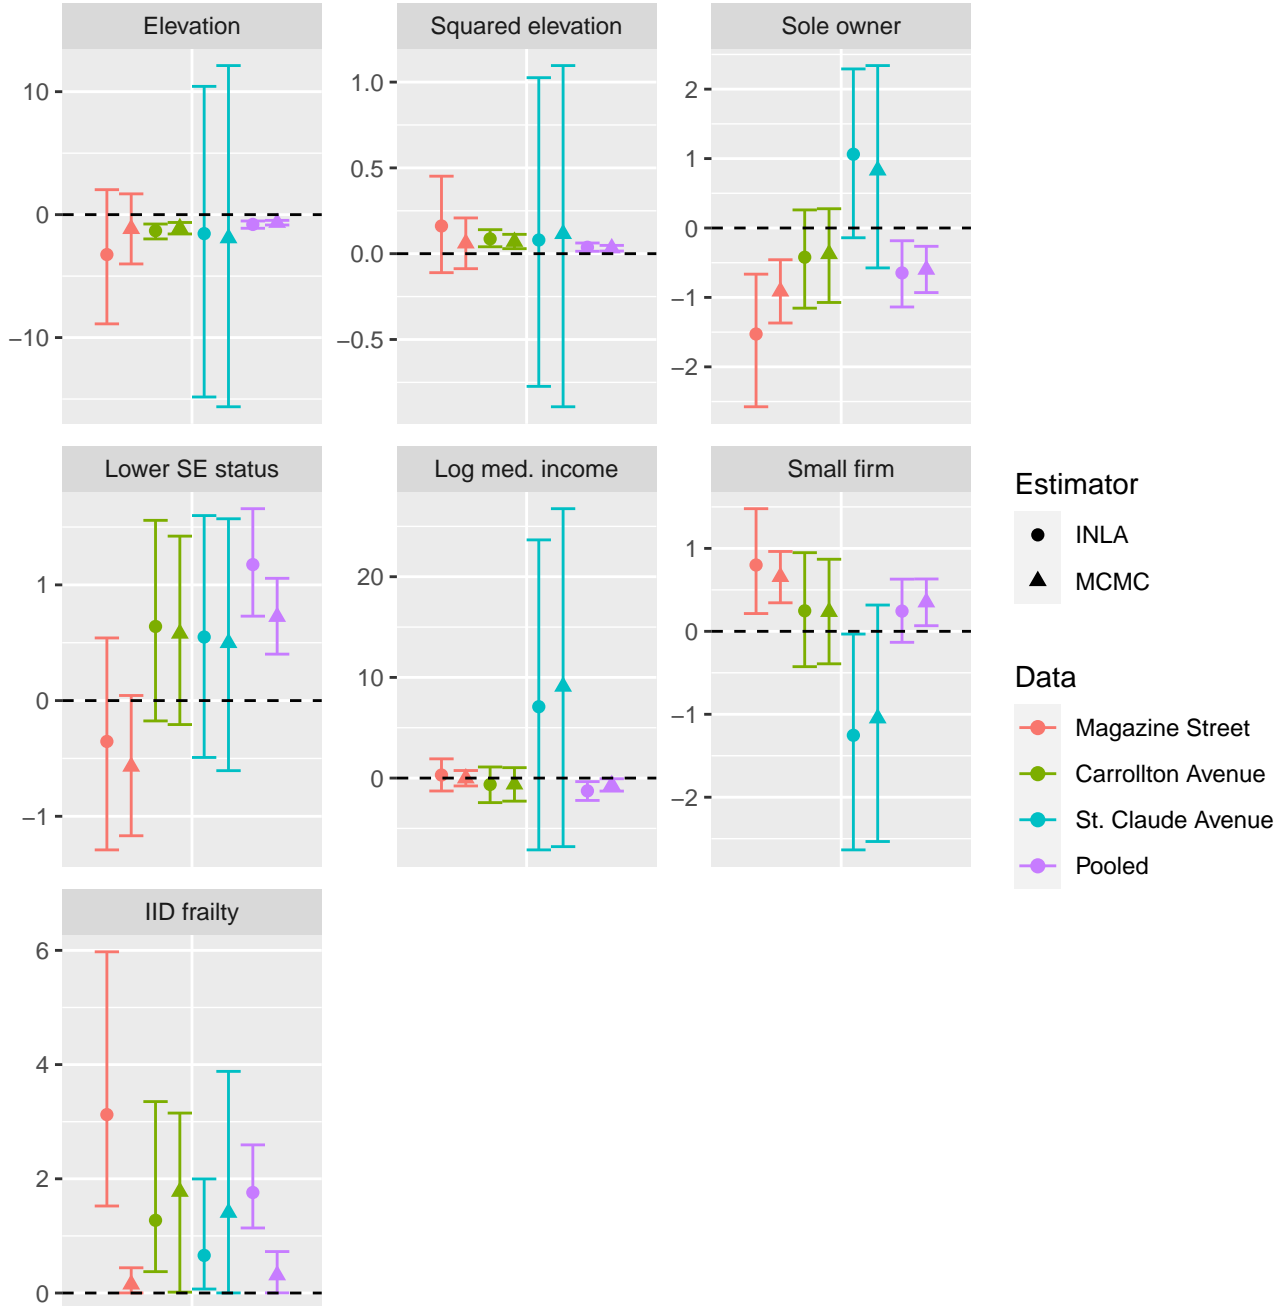 Elevation
Squared elevation
Sole owner
10
0
−10
1.0
0.5
0.0
−0.5
2
1
0
−1
−2
Lower SE status
Log med. income
Small firm
1
0
−1
20
10
0
1
0
−1
−2
IID frailty
6
4
2
0
Estimator
INLA
MCMC
Data
Magazine Street
Carrollton Avenue
St. Claude Avenue
Pooled